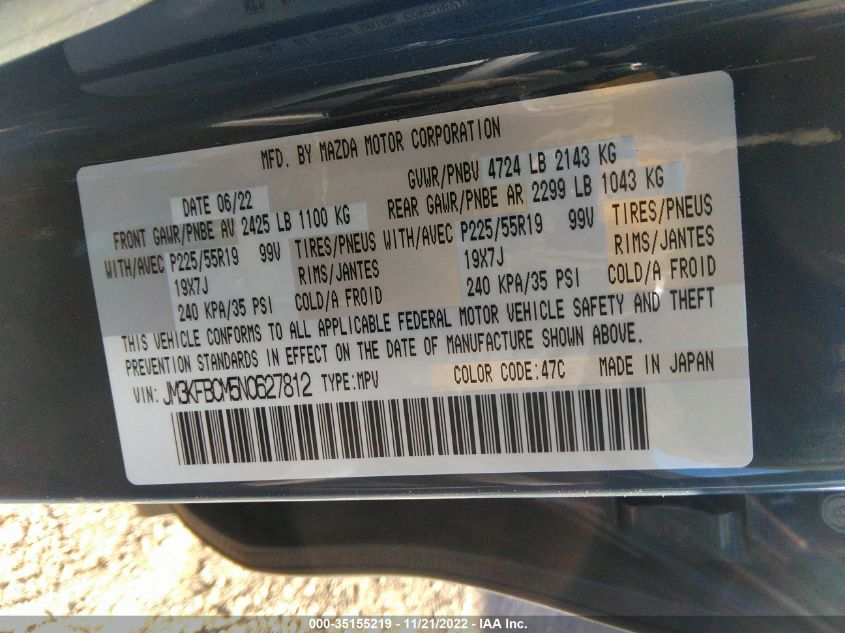 MFD. BY MAZDA MOTOR CORPORATION
DATE 06/22 GVWR/PNBV 4724 LB 2143 KG
FRONT GAWR/PNBE AV 2425 LB 1100 KG REAR GAWR/PNBE AR 2299 LB 1043 KG
WITH/AVEC P225/55R19 99V TIRES/PNEUS WITH/AVEC P225/55R19 99V TIRES/PNEUS
19X7J RIMS/JANTES 19X7J RIMS/JANTES
240 KPA/35 PSI COLD/A FROID 240 KPA/35 PSI COLD/A FROID
THIS VEHICLE CONFORMS TO ALL APPLICABLE FEDERAL MOTOR VEHICLE SAFETY AND THEFT
PREVENTION STANDARDS IN EFFECT ON THE DATE OF MANUFACTURE SHOWN ABOVE.
VIN: JM3KFBCM5N0627812 TYPE:MPV COLOR CODE:47C MADE IN JAPAN
000-35155219 - 11/21/2022 - IAA Inc.